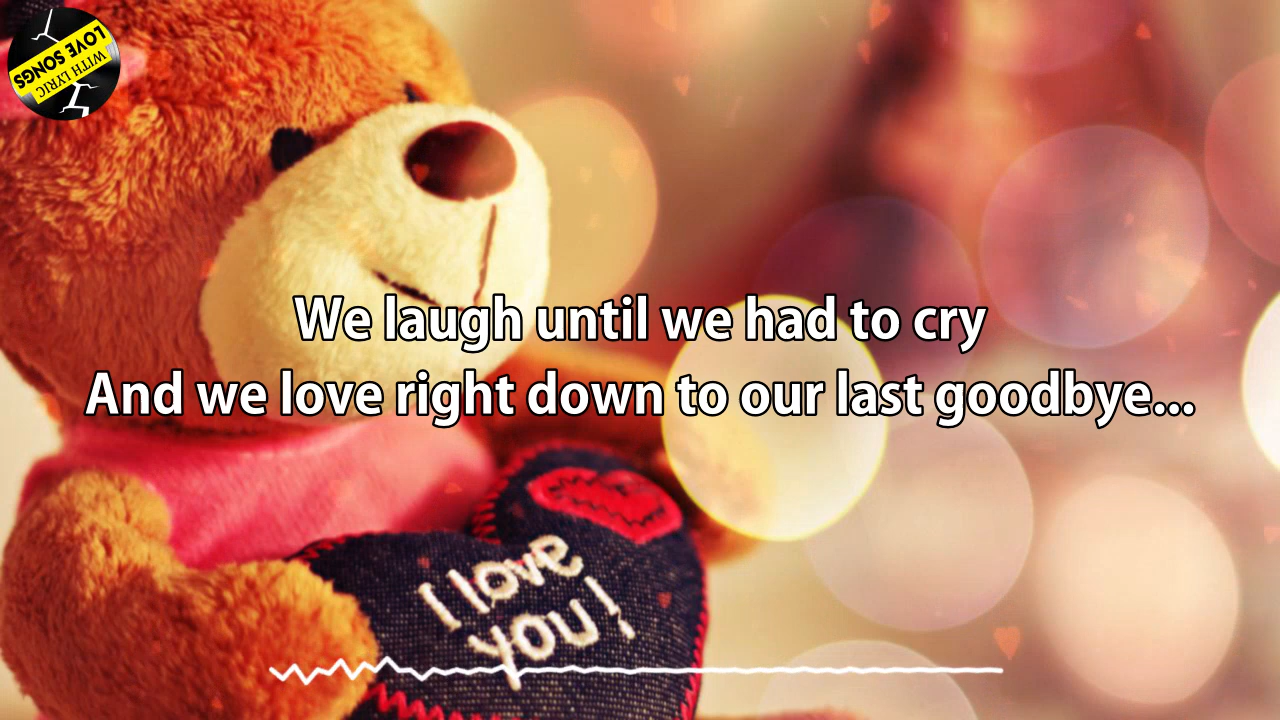 LOVE SONGS
WITH LYRIC
We laugh until we had to cry
And we love right down to our last goodbye...
I love
you!